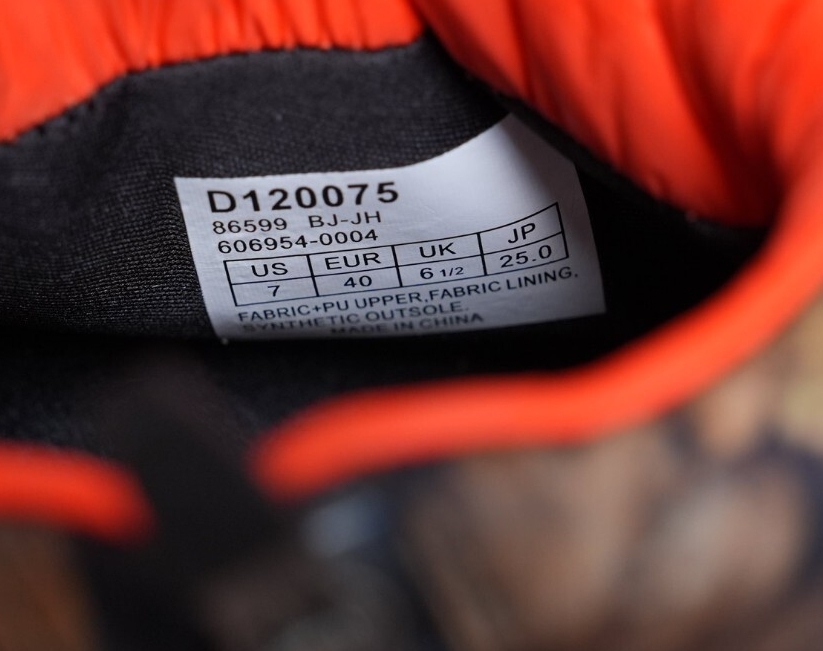 D120075
86599 BJ-JH
606954-0004
US EUR UK JP
7 40 6 1/2 25.0
FABRIC+PU UPPER,FABRIC LINING,
SYNTHETIC OUTSOLE.
MADE IN CHINA